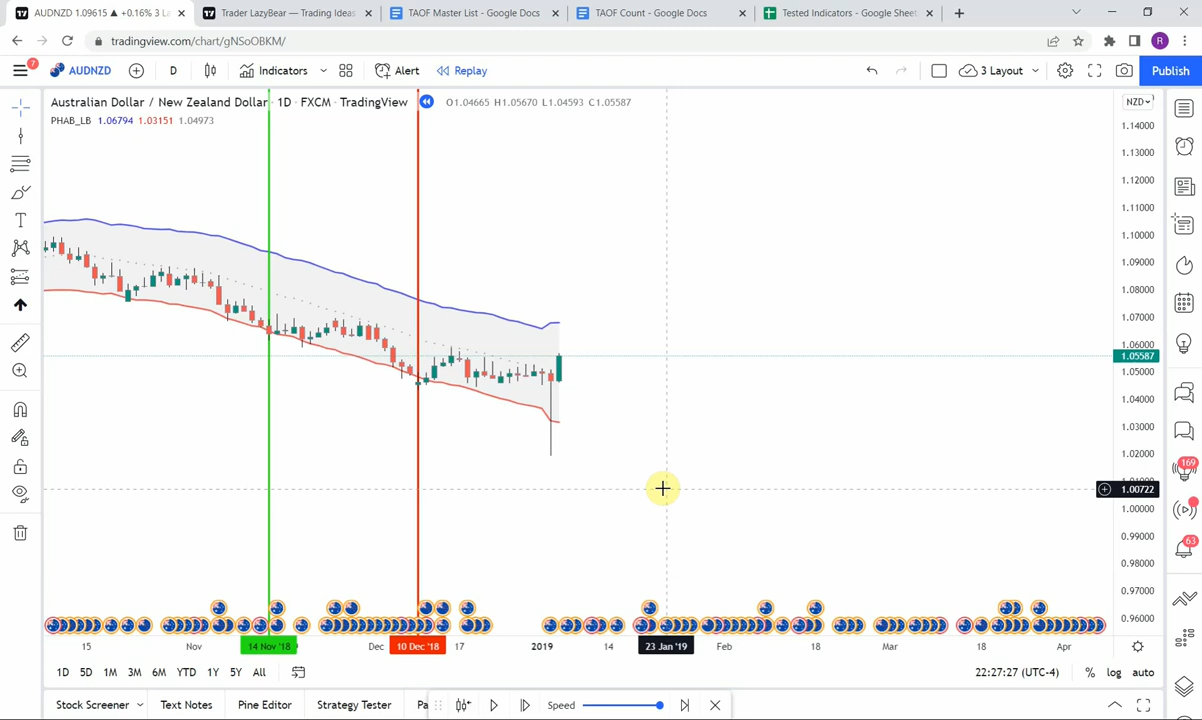 AUDNZD 1.09615 ▲ +0.16% 3 La
Trader LazyBear — Trading Ideas
TAOF Master List - Google Docs
TAOF Count - Google Docs
Tested Indicators - Google Sheet
tradingview.com/chart/gNSoOBKM/
R
7
AUDNZD
D
Indicators
Alert
Replay
3 Layout
Publish
Australian Dollar / New Zealand Dollar · 1D · FXCM · TradingView
O1.04665 H1.05670 L1.04593 C1.05587
NZD
PHAB_LB 1.06794 1.03151 1.04973
1.14000
1.13000
1.12000
1.11000
1.10000
1.09000
1.08000
1.07000
1.06000
1.05587
1.05000
1.04000
1.03000
1.02000
1.00722
1.00000
0.99000
0.98000
0.97000
0.96000
169
63
15
Nov
14 Nov '18
Dec
10 Dec '18
17
2019
14
23 Jan '19
Feb
18
Mar
18
Apr
1D 5D 1M 3M 6M YTD 1Y 5Y All
22:27:27 (UTC-4)
% log auto
Stock Screener
Text Notes
Pine Editor
Strategy Tester
Pa
Speed